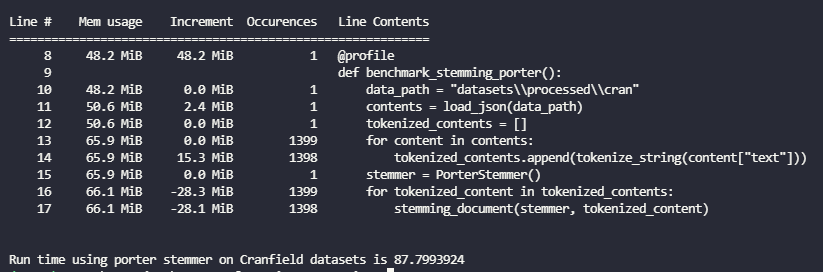 Line #    Mem usage    Increment  Occurences   Line Contents
============================================================
     8     48.2 MiB     48.2 MiB           1   @profile
     9                                         def benchmark_stemming_porter():
    10     48.2 MiB      0.0 MiB           1       data_path = "datasets\\processed\\cran"
    11     50.6 MiB      2.4 MiB           1       contents = load_json(data_path)
    12     50.6 MiB      0.0 MiB           1       tokenized_contents = []
    13     65.9 MiB      0.0 MiB        1399       for content in contents:
    14     65.9 MiB     15.3 MiB        1398           tokenized_contents.append(tokenize_string(content["text"]))
    15     65.9 MiB      0.0 MiB           1       stemmer = PorterStemmer()
    16     66.1 MiB    -28.3 MiB        1399       for tokenized_content in tokenized_contents:
    17     66.1 MiB    -28.1 MiB        1398           stemming_document(stemmer, tokenized_content)
Run time using porter stemmer on Cranfield datasets is 87.7993924